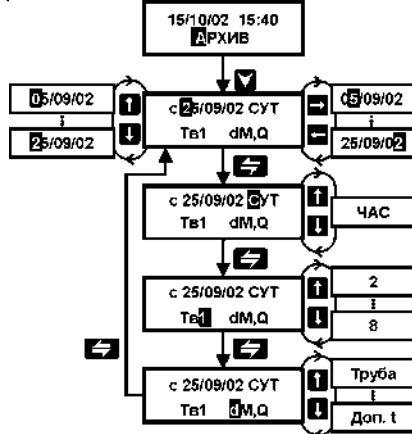 15/10/02 15:40
АРХИВ
05/09/02
25/09/02
с 25/09/02 СУТ
Тв1 dM,Q
05/09/02
25/09/02
с 25/09/02 СУТ
Тв1 dM,Q
ЧАС
с 25/09/02 СУТ
Тв1 dM,Q
2
8
с 25/09/02 СУТ
Тв1 dM,Q
Труба
Доп. t